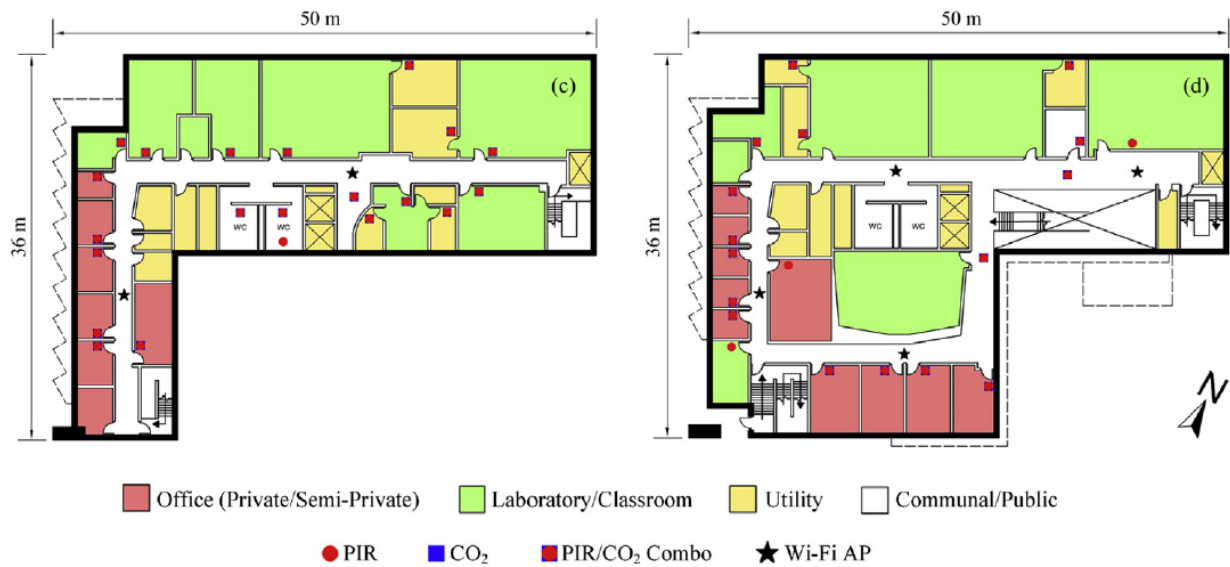 50 m
50 m
(c)
(d)
36 m
36 m
WC
WC
WC
WC
N
Office (Private/Semi-Private)
Laboratory/Classroom
Utility
Communal/Public
PIR
CO₂
PIR/CO₂ Combo
Wi-Fi AP